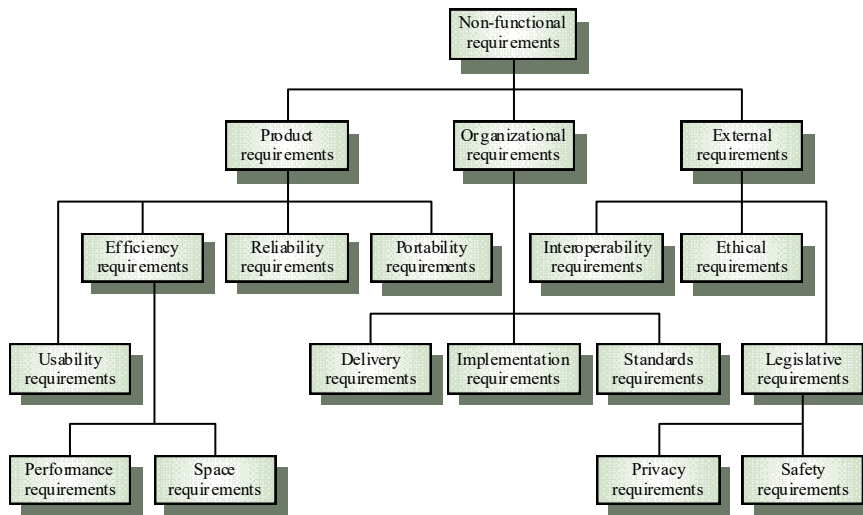 Non-functional
requirements
Product
requirements
Organizational
requirements
External
requirements
Efficiency
requirements
Reliability
requirements
Portability
requirements
Interoperability
requirements
Ethical
requirements
Usability
requirements
Delivery
requirements
Implementation
requirements
Standards
requirements
Legislative
requirements
Performance
requirements
Space
requirements
Privacy
requirements
Safety
requirements